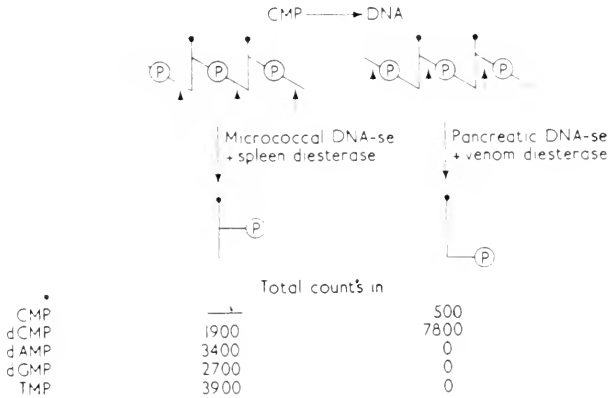 CMP → DNA
P P P P P P
Micrococcal DNA-se
+ spleen diesterase
Pancreatic DNA-se
+ venom diesterase
P
P
Total count's in
CMP 500
dCMP 1900 7800
dAMP 3400 0
dGMP 2700 0
TMP 3900 0